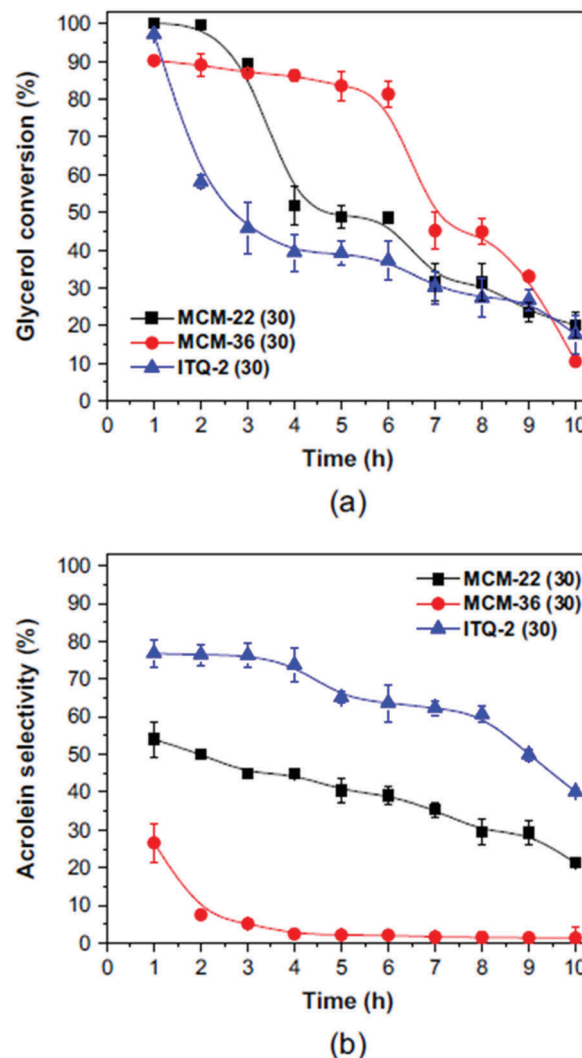 100
90
80
70
60
50
40
30
20
10
0
Glycerol conversion (%)
MCM-22 (30)
MCM-36 (30)
ITQ-2 (30)
0 1 2 3 4 5 6 7 8 9 10
Time (h)
(a)
100
90
80
70
60
50
40
30
20
10
0
Acrolein selectivity (%)
MCM-22 (30)
MCM-36 (30)
ITQ-2 (30)
0 1 2 3 4 5 6 7 8 9 10
Time (h)
(b)